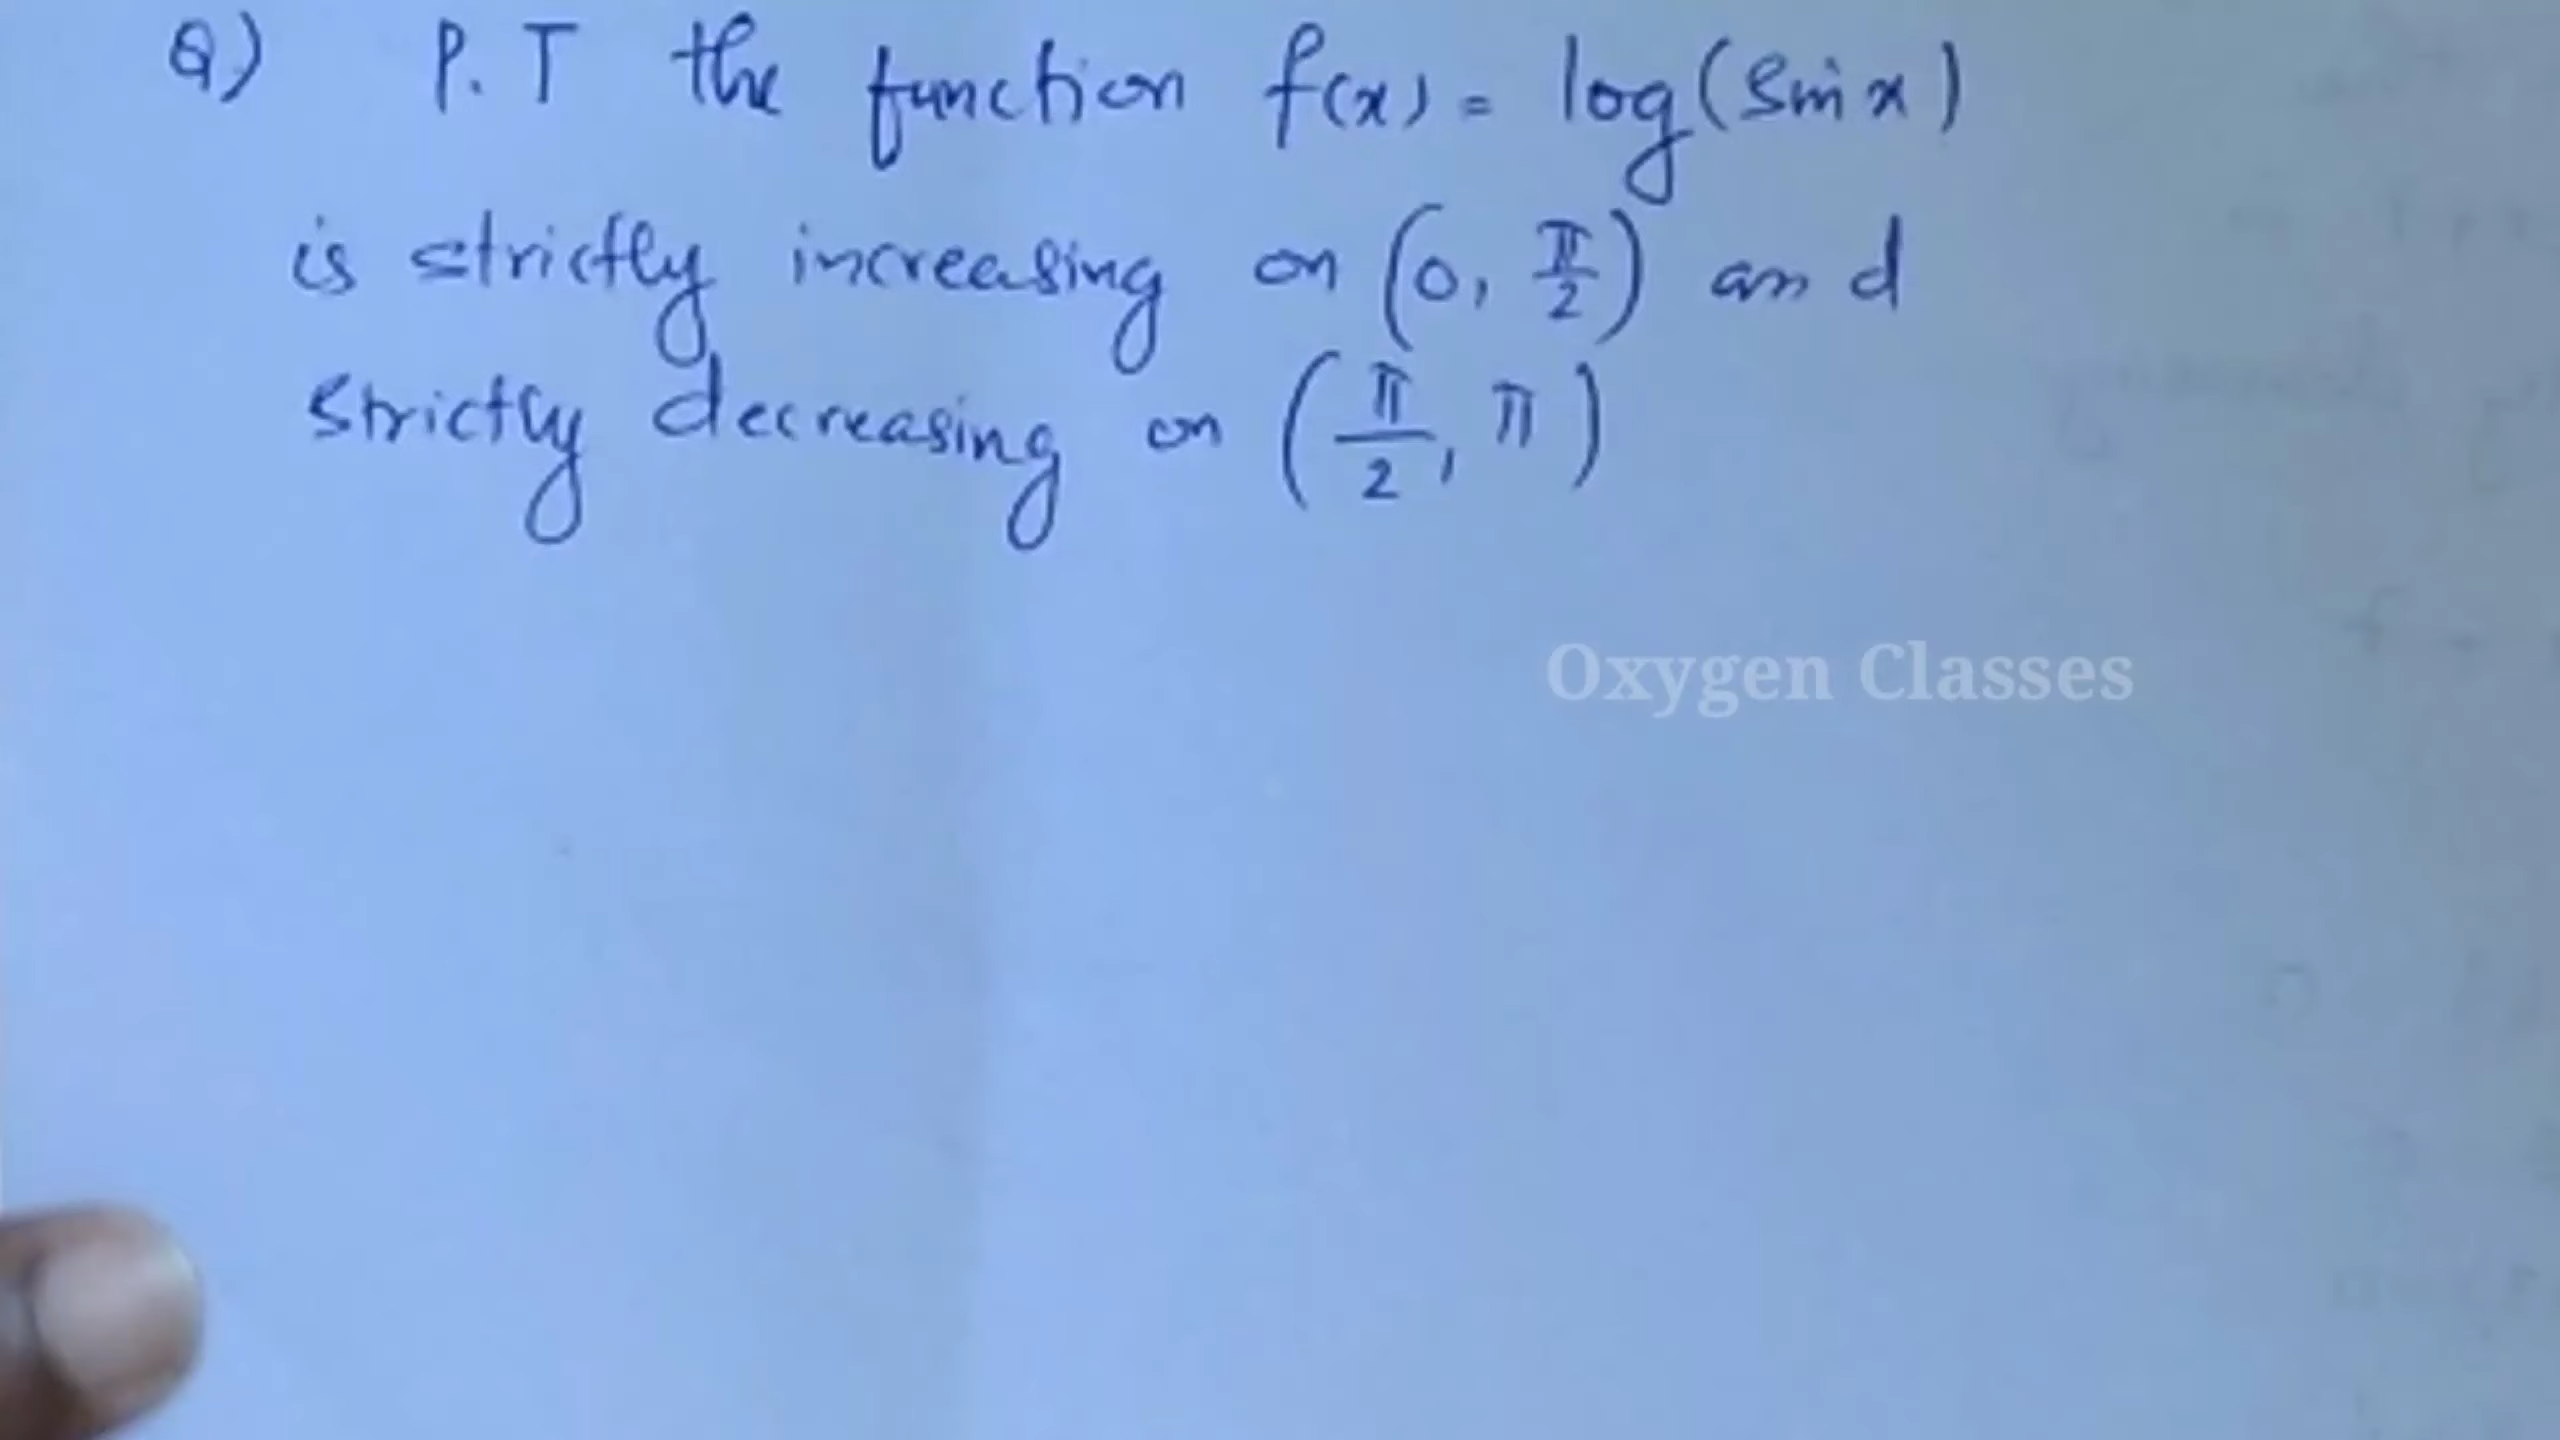 Q) P.T the function f(x) = log(sin x)
is strictly increasing on (0, π/2) and
strictly decreasing on (π/2, π)
Oxygen Classes